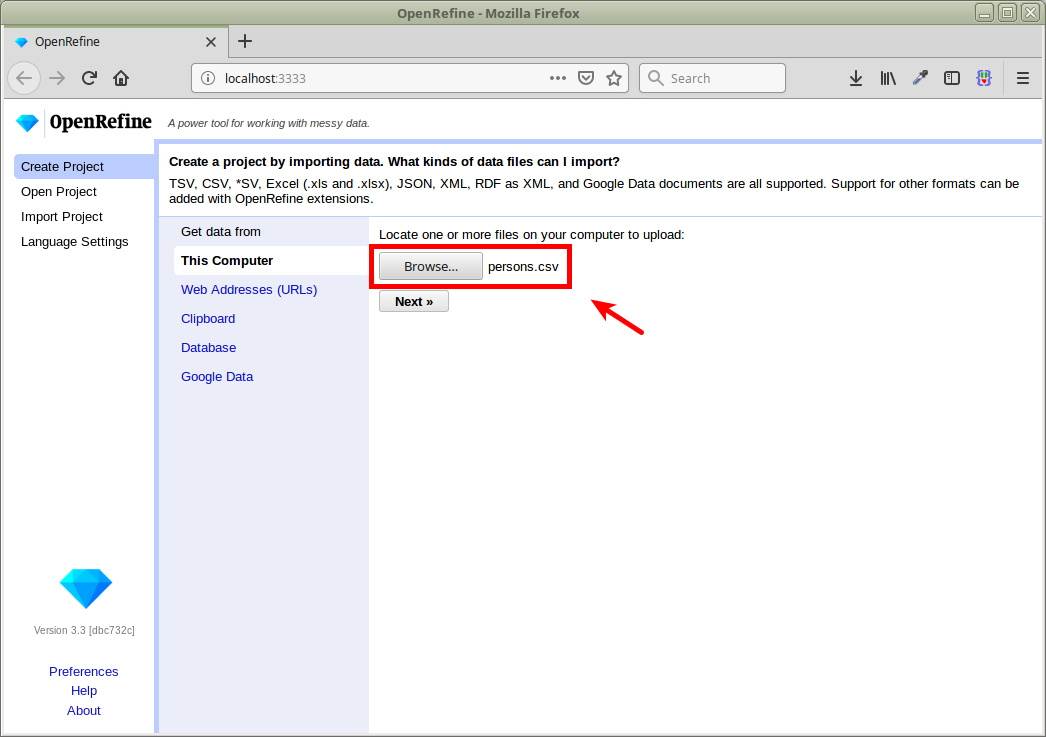 OpenRefine - Mozilla Firefox
OpenRefine
localhost:3333
Search
OpenRefine
A power tool for working with messy data.
Create Project
Open Project
Import Project
Language Settings
Create a project by importing data. What kinds of data files can I import?
TSV, CSV, *SV, Excel (.xls and .xlsx), JSON, XML, RDF as XML, and Google Data documents are all supported. Support for other formats can be
added with OpenRefine extensions.
Get data from
This Computer
Web Addresses (URLs)
Clipboard
Database
Google Data
Locate one or more files on your computer to upload:
Browse... persons.csv
Next »
Version 3.3 [dbc732c]
Preferences
Help
About